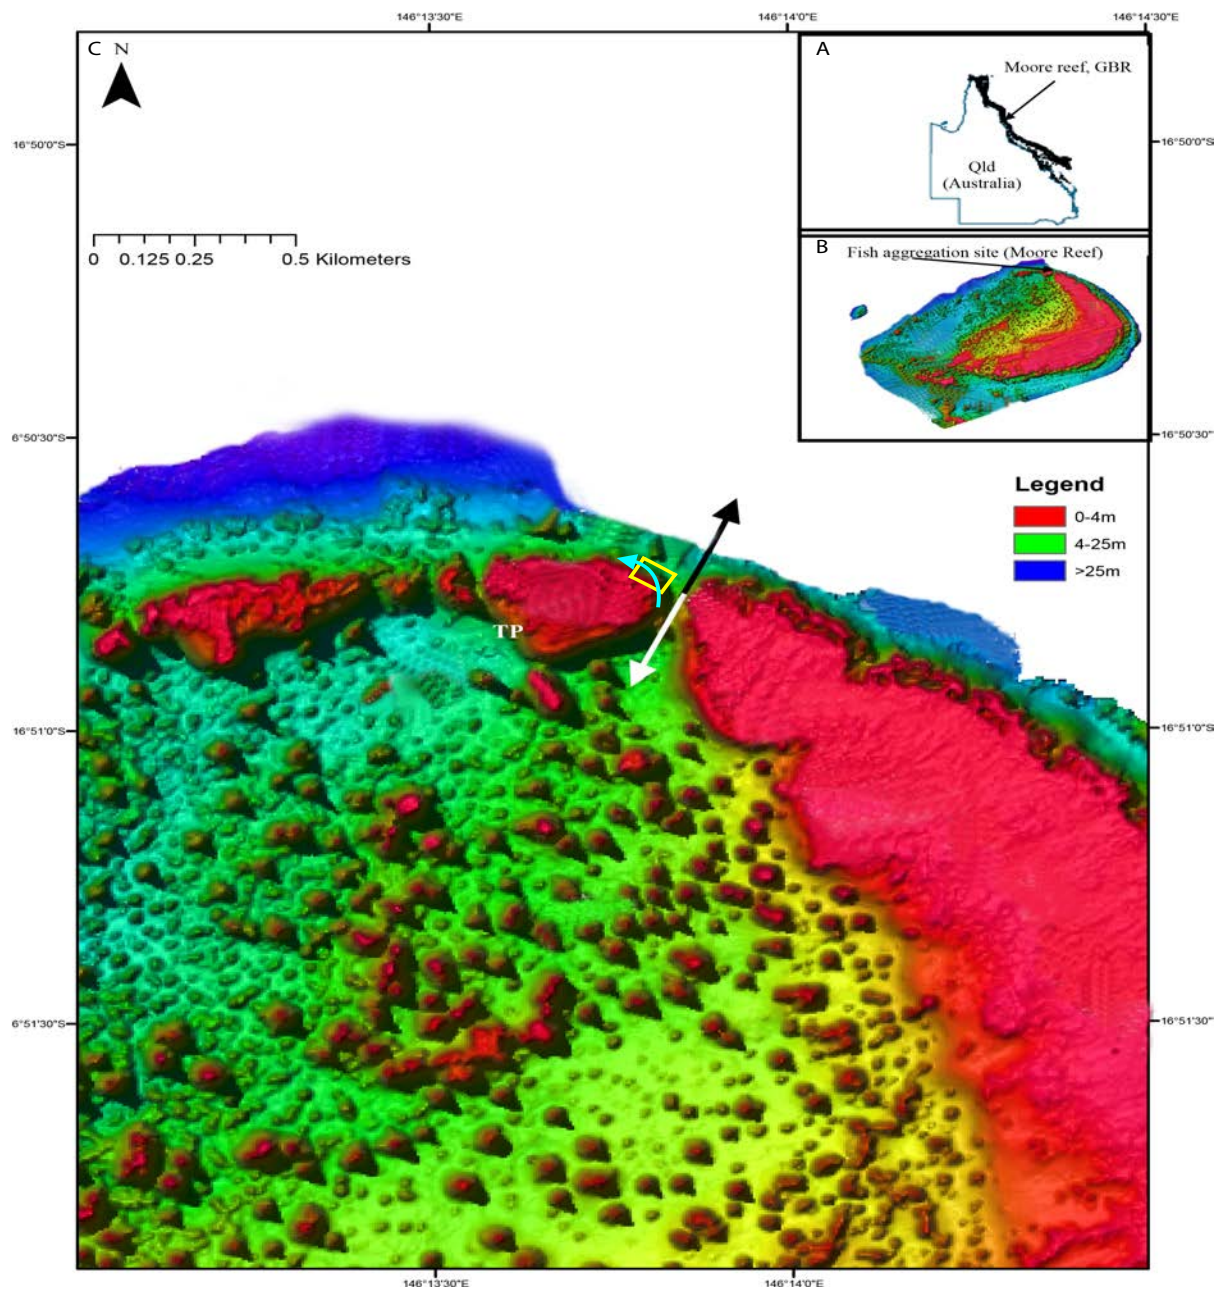 146°13'30"E 146°14'0"E 146°14'30"E
C N
A
Moore reef, GBR
16°50'0"S
16°50'0"S
Qld
(Australia)
0 0.125 0.25 0.5 Kilometers
B
Fish aggregation site (Moore Reef)
6°50'30"S
16°50'30"
Legend
0-4m
4-25m
>25m
TP
16°51'0"S
16°51'0"S
6°51'30"S
16°51'30"
146°13'30"E 146°14'0"E